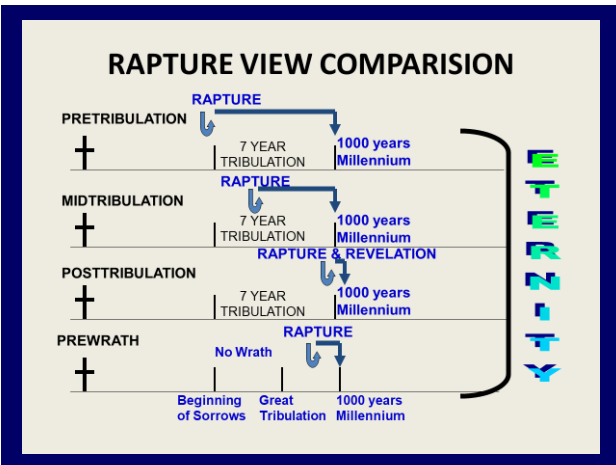 RAPTURE VIEW COMPARISION
RAPTURE
PRETRIBULATION
7 YEAR
TRIBULATION
1000 years
Millennium
RAPTURE
MIDTRIBULATION
7 YEAR
TRIBULATION
1000 years
Millennium
RAPTURE & REVELATION
POSTTRIBULATION
7 YEAR
TRIBULATION
1000 years
Millennium
RAPTURE
PREWRATH
No Wrath
Beginning
of Sorrows
Great
Tribulation
1000 years
Millennium
ETERNITY